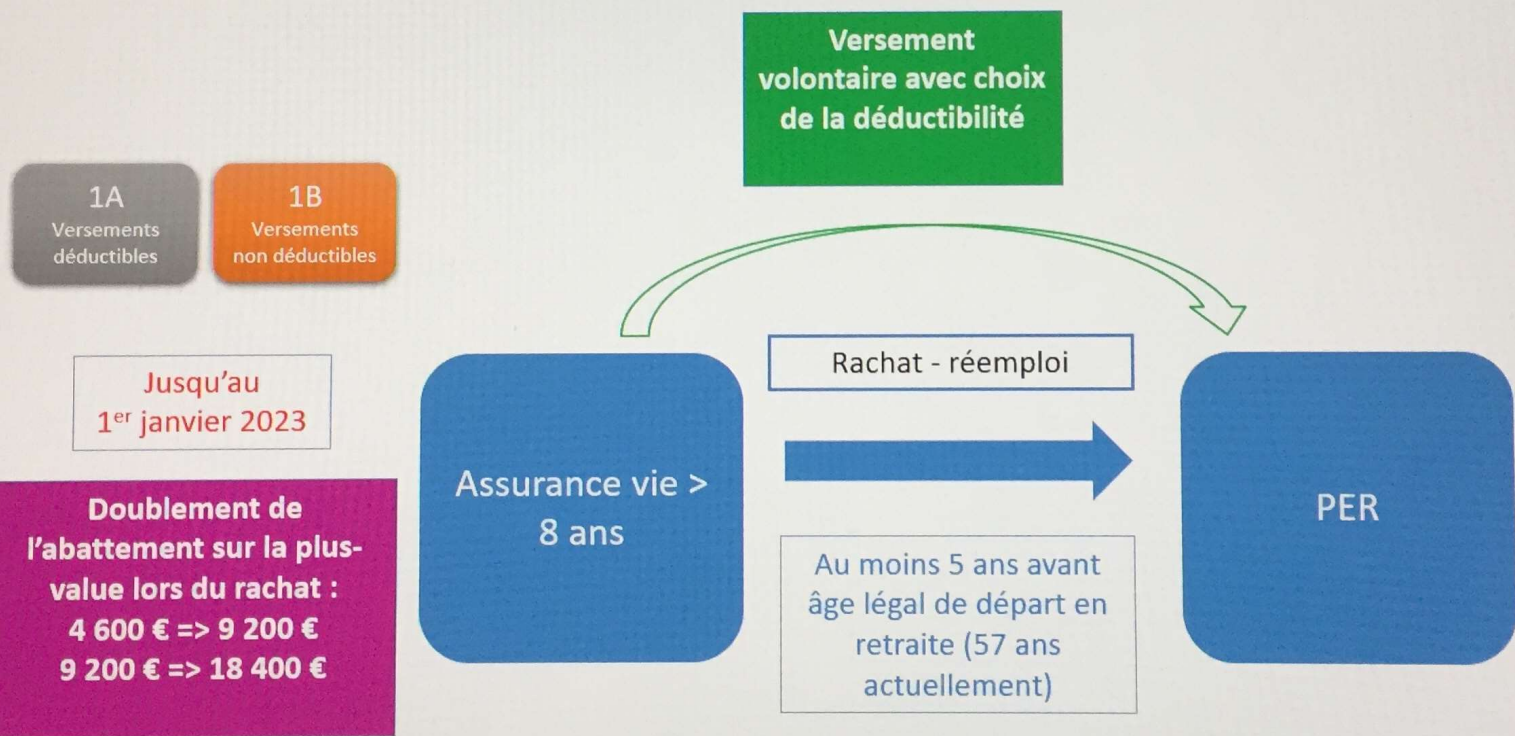 Versement
volontaire avec choix
de la déductibilité
1A
Versements
déductibles
1B
Versements
non déductibles
Jusqu'au
1er janvier 2023
Doublement de
l'abattement sur la plus-
value lors du rachat :
4 600 € => 9 200 €
9 200 € => 18 400 €
Assurance vie >
8 ans
Rachat - réemploi
Au moins 5 ans avant
âge légal de départ en
retraite (57 ans
actuellement)
PER